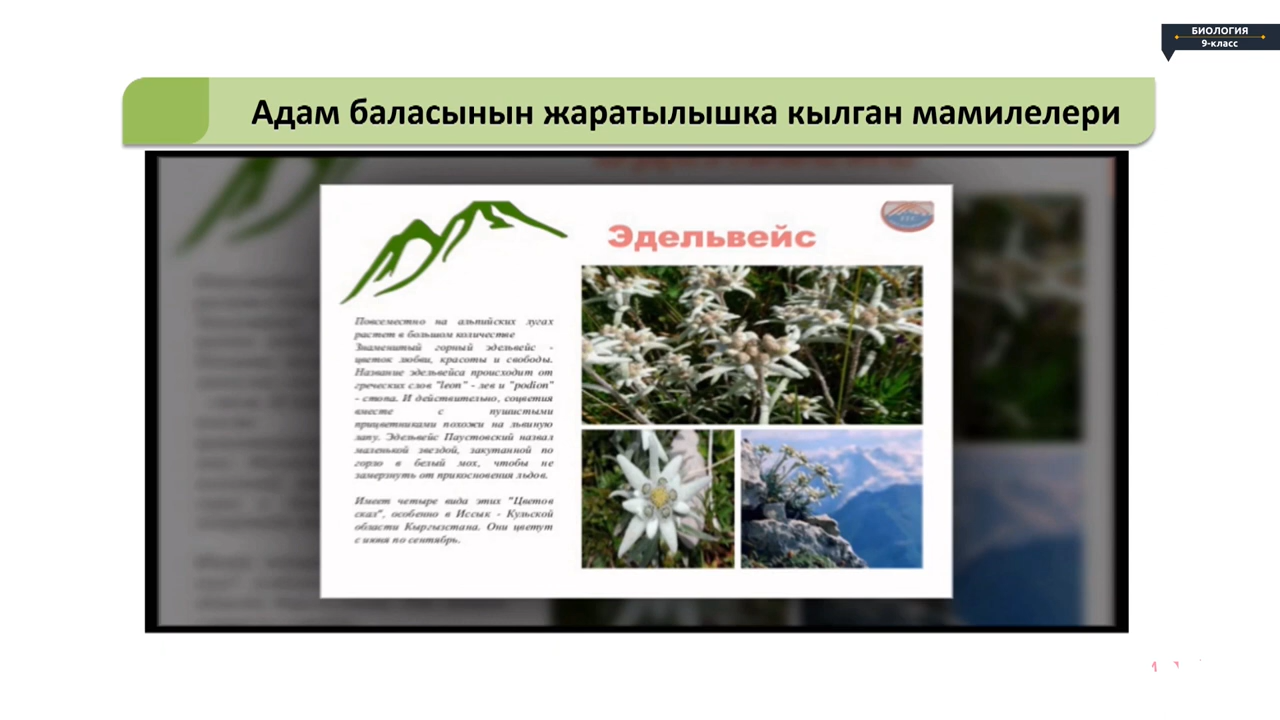 БИОЛОГИЯ
9-класс
Адам баласынын жаратылышка кылган мамилелери
Эдельвейс
Повсеместно на альпийских лугах
растет в большом количестве
Знаменитый горный эдельвейс -
цветок любви, красоты и свободы.
Название эдельвейса происходит от
греческих слов "leon" - лев и "podion"
- стопа. И действительно, соцветия
вместе с пушистыми
прицветниками похожи на львиную
лапу. Эдельвейс Паустовский назвал
маленькой звездой, закутанной по
горло в белый мох, чтобы не
замерзнуть от прикосновения льдов.
Имеет четыре вида этих "Цветов
скал", особенно в Иссык - Кульской
области Кыргызстана. Они цветут
с июня по сентябрь.